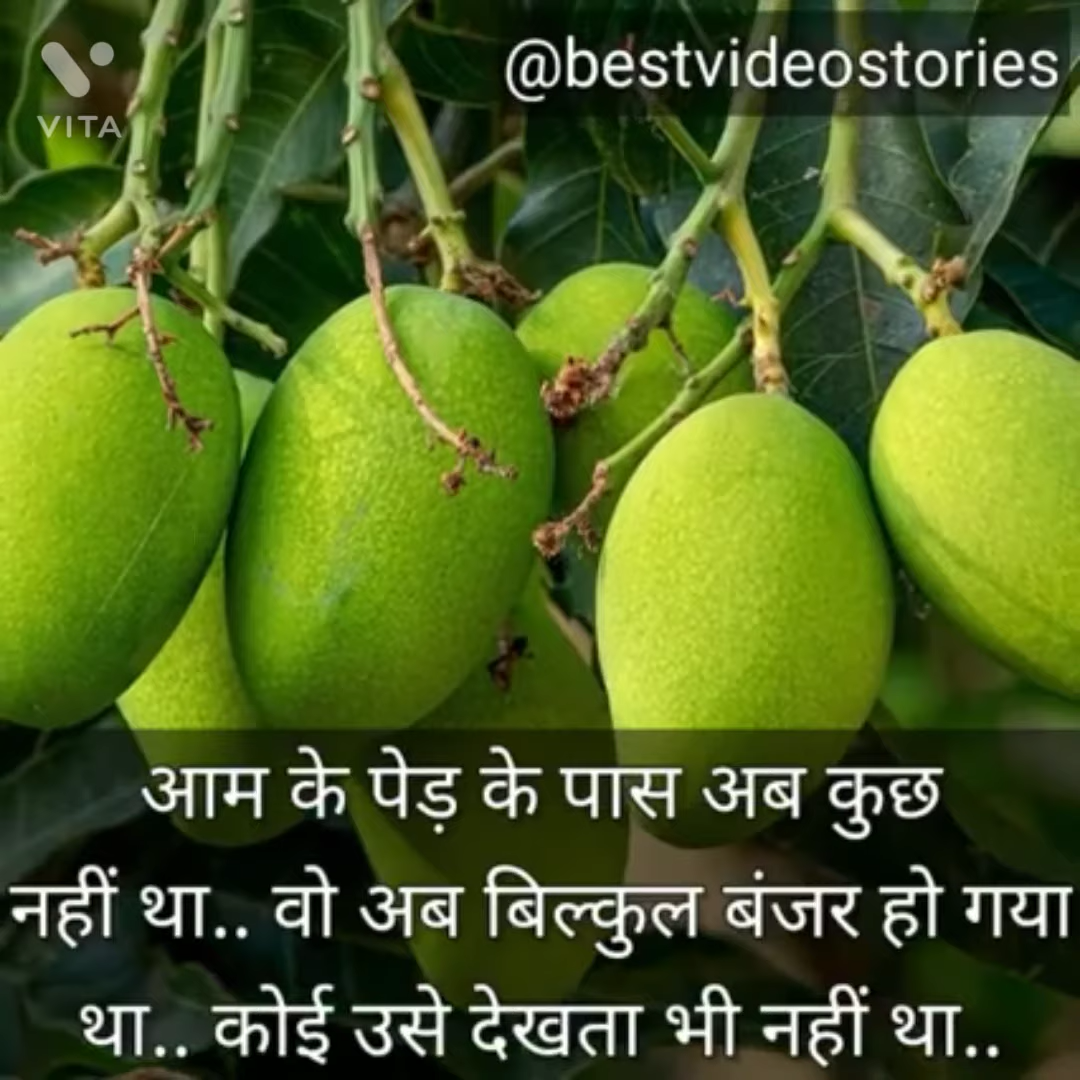 VITA
@bestvideostories
आम के पेड़ के पास अब कुछ
नहीं था.. वो अब बिल्कुल बंजर हो गया
था.. कोई उसे देखता भी नहीं था..